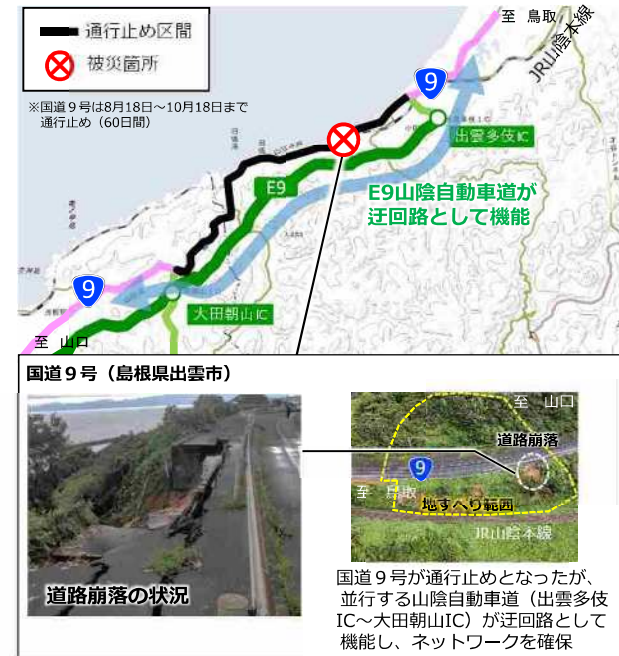 通行止め区間
被災箇所
※国道９号は8月18日～10月18日まで
通行止め（60日間）
至 鳥取
JR山陰本線
9
出雲多伎IC
E9
E9山陰自動車道が
迂回路として機能
9
大田朝山IC
至 山口
国道９号（島根県出雲市）
道路崩落の状況
至 山口
道路崩落
9
至 鳥取
地すべり範囲
JR山陰本線
国道９号が通行止めとなったが、
並行する山陰自動車道（出雲多伎
IC～大田朝山IC）が迂回路として
機能し、ネットワークを確保